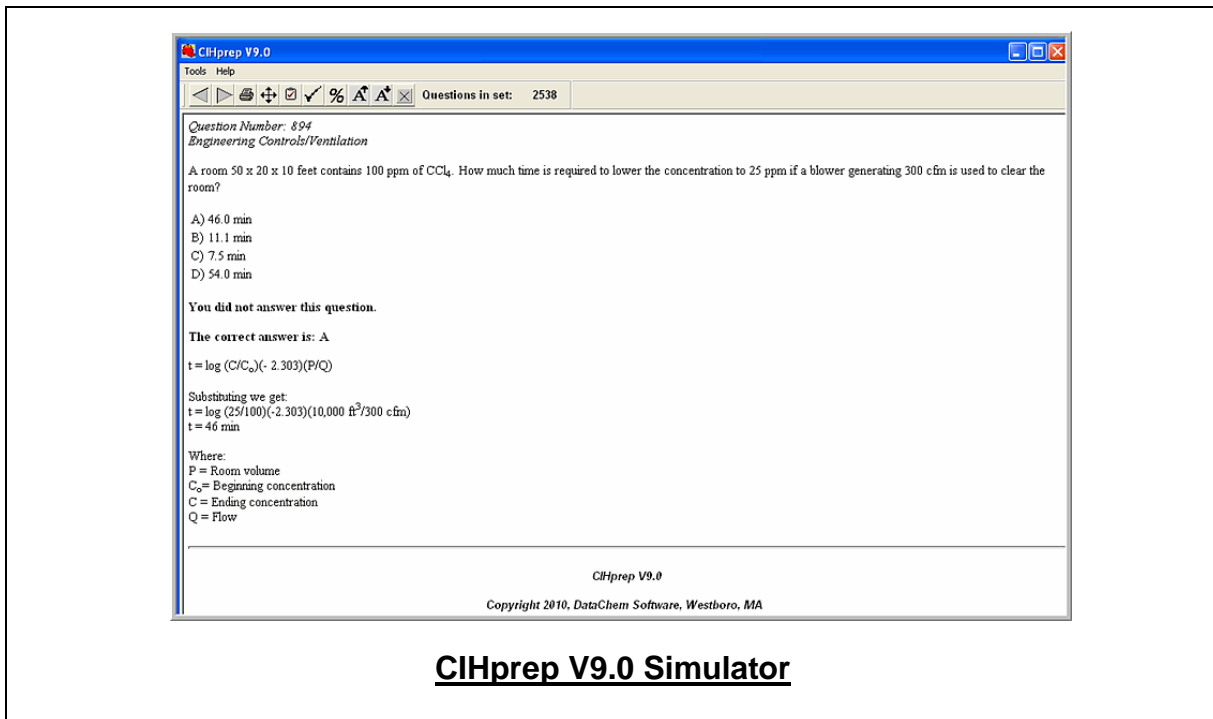 CIHprep V9.0
Tools Help
% A A Questions in set: 2538
Question Number: 894
Engineering Controls/Ventilation
A room 50 x 20 x 10 feet contains 100 ppm of CCl₄. How much time is required to lower the concentration to 25 ppm if a blower generating 300 cfm is used to clear the
room?
A) 46.0 min
B) 11.1 min
C) 7.5 min
D) 54.0 min
You did not answer this question.
The correct answer is: A
t = log (C/Cₒ)(- 2.303)(P/Q)
Substituting we get:
t = log (25/100)(-2.303)(10,000 ft³/300 cfm)
t = 46 min
Where:
P = Room volume
Cₒ= Beginning concentration
C = Ending concentration
Q = Flow
CIHprep V9.0
Copyright 2010, DataChem Software, Westboro, MA
CIHprep V9.0 Simulator